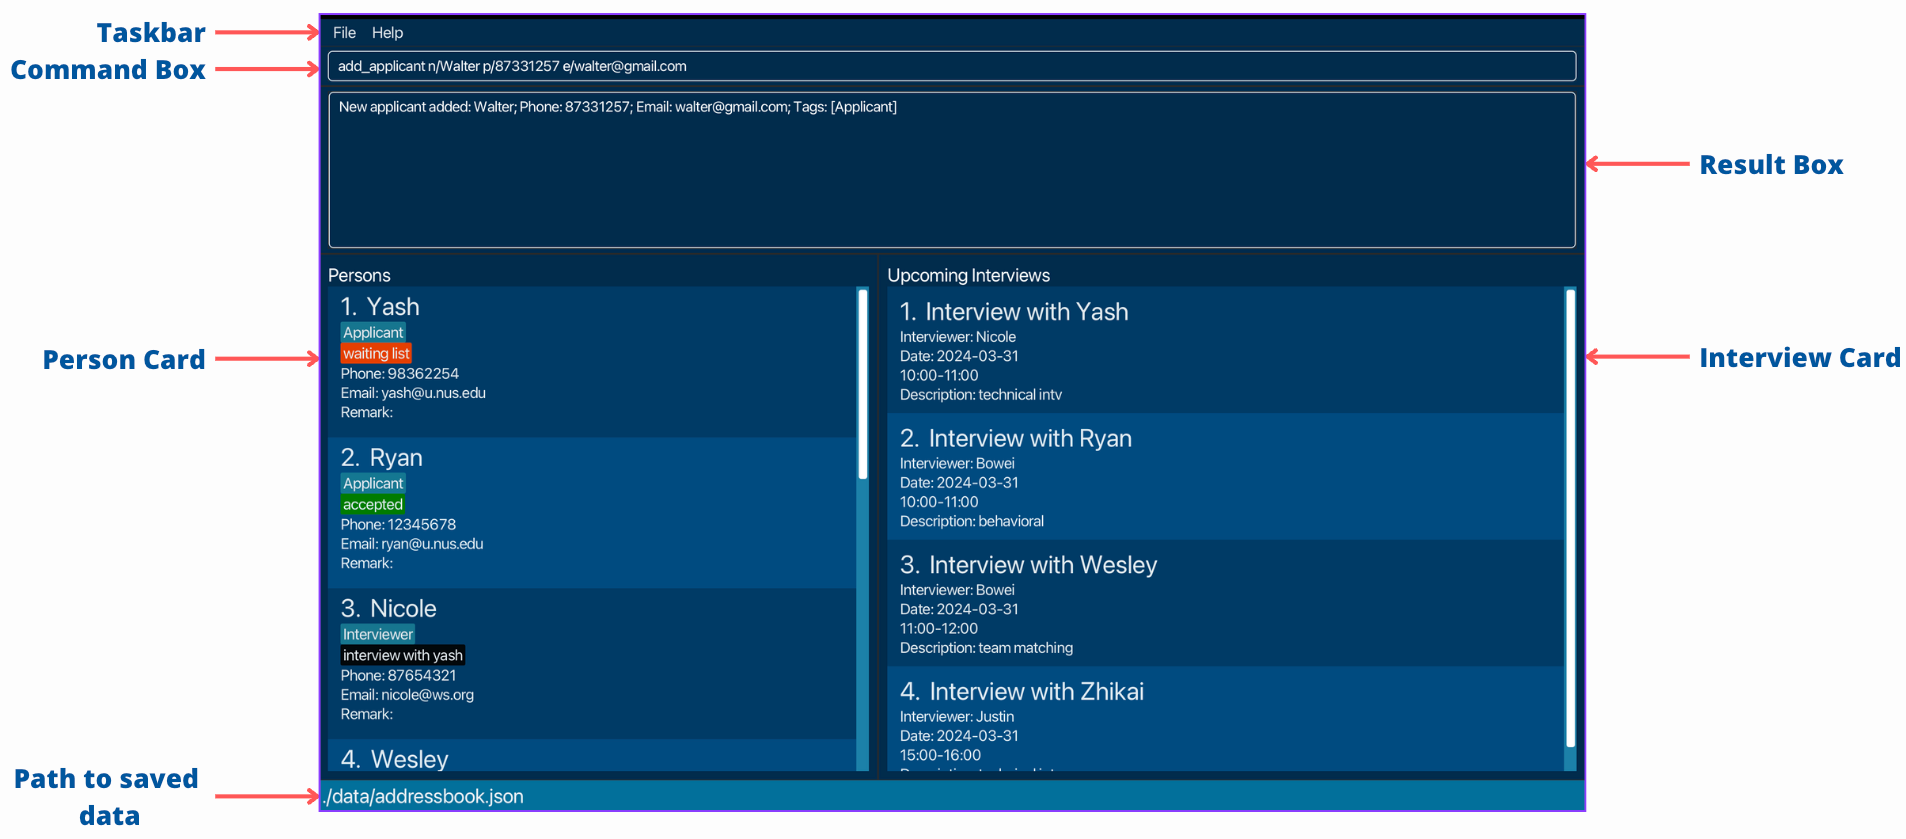 Taskbar
File Help
Command Box
add_applicant n/Walter p/87331257 e/walter@gmail.com
New applicant added: Walter; Phone: 87331257; Email: walter@gmail.com; Tags: [Applicant]
Result Box
Persons
1. Yash
Applicant
waiting list
Phone: 98362254
Email: yash@u.nus.edu
Remark:
2. Ryan
Applicant
accepted
Phone: 12345678
Email: ryan@u.nus.edu
Remark:
3. Nicole
Interviewer
interview with yash
Phone: 87654321
Email: nicole@ws.org
Remark:
4. Wesley
Person Card
Upcoming Interviews
1. Interview with Yash
Interviewer: Nicole
Date: 2024-03-31
10:00-11:00
Description: technical intv
2. Interview with Ryan
Interviewer: Bowei
Date: 2024-03-31
10:00-11:00
Description: behavioral
3. Interview with Wesley
Interviewer: Bowei
Date: 2024-03-31
11:00-12:00
Description: team matching
4. Interview with Zhikai
Interviewer: Justin
Date: 2024-03-31
15:00-16:00
Interview Card
Path to saved
data
./data/addressbook.json